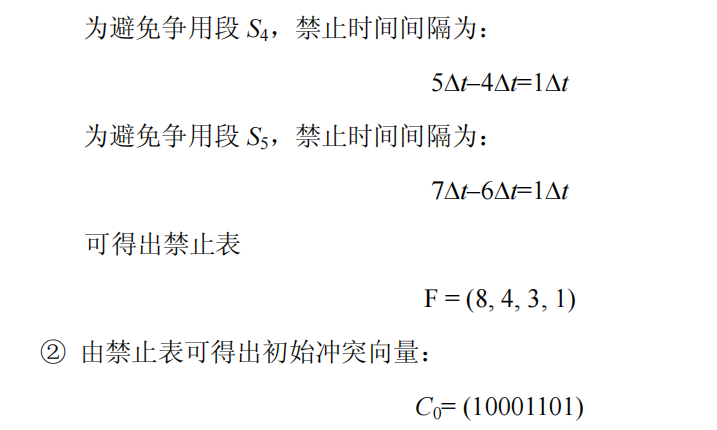 为避免争用段 S4，禁止时间间隔为：
5Δt–4Δt=1Δt
为避免争用段 S5，禁止时间间隔为：
7Δt–6Δt=1Δt
可得出禁止表
F = (8, 4, 3, 1)
② 由禁止表可得出初始冲突向量：
C0= (10001101)